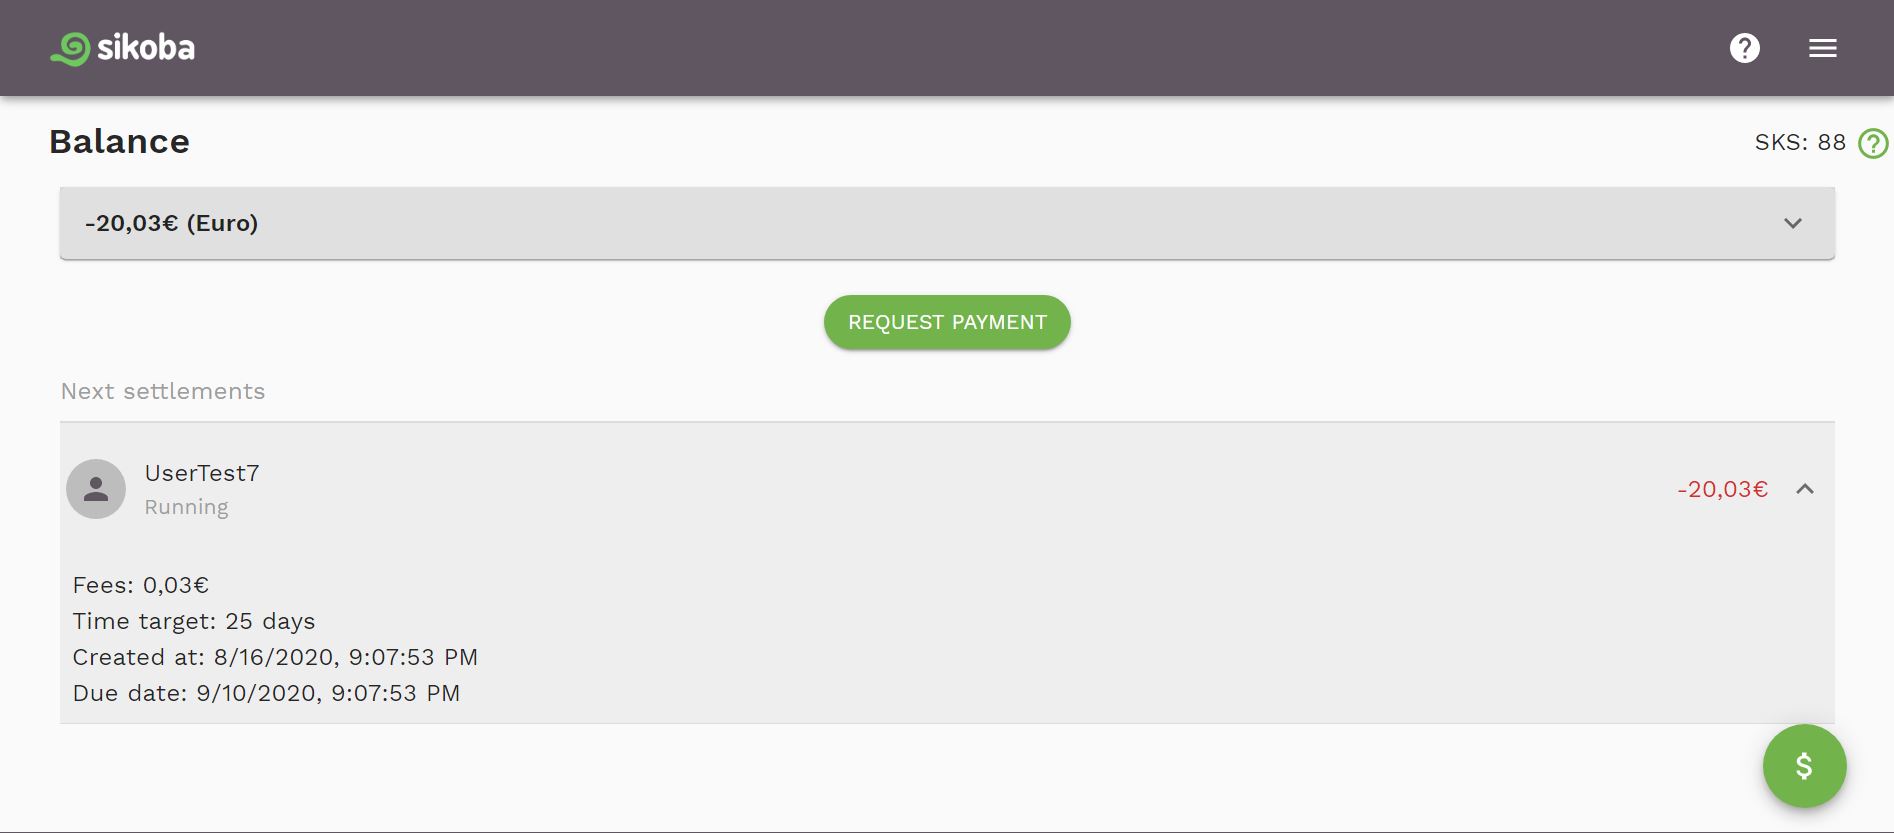 sikoba
Balance
SKS: 88
-20,03€ (Euro)
REQUEST PAYMENT
Next settlements
UserTest7
Running
-20,03€
Fees: 0,03€
Time target: 25 days
Created at: 8/16/2020, 9:07:53 PM
Due date: 9/10/2020, 9:07:53 PM
$